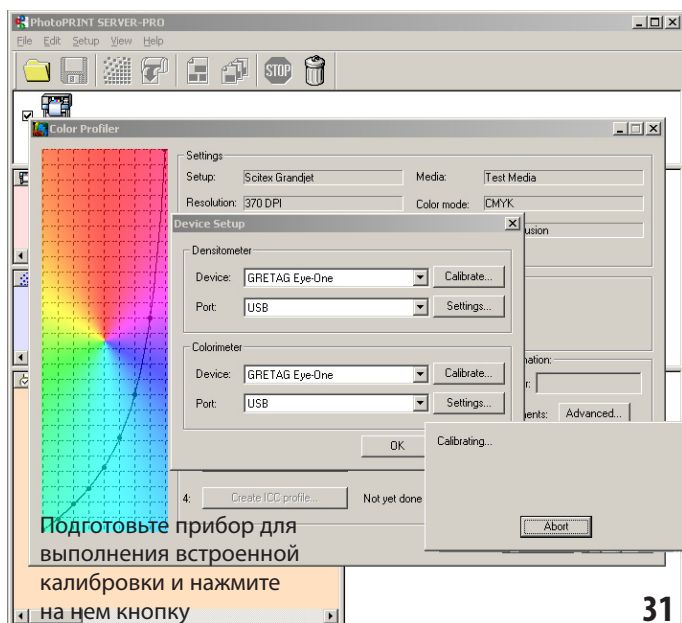 PhotoPRINT SERVER-PRO
File Edit Setup View Help
STOP
Color Profiler
Settings
Setup: Scitex Grandjet Media: Test Media
Resolution: 370 DPI Color mode: CMYK
Device Setup
usion
Densitometer
Device: GRETAG Eye-One Calibrate...
Port: USB Settings...
Colorimeter
Device: GRETAG Eye-One Calibrate...
Port: USB Settings...
nation:
r:
ients: Advanced...
OK
Calibrating...
4: Create ICC profile... Not yet done
Abort
Подготовьте прибор для
выполнения встроенной
калибровки и нажмите
на нем кнопку
31